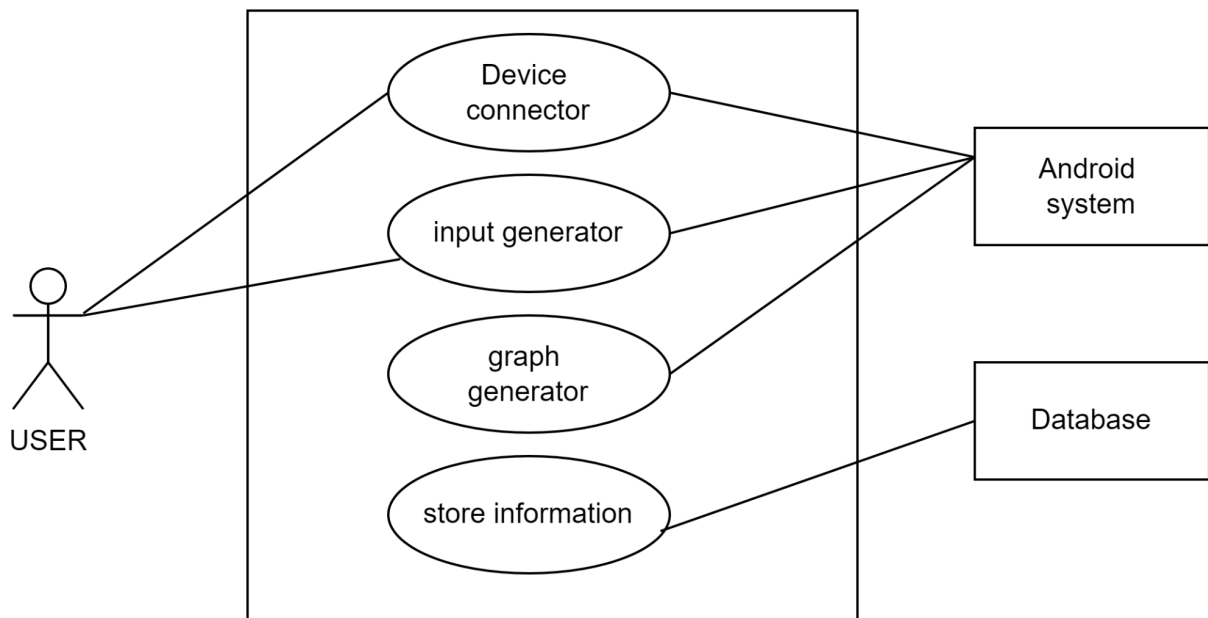 Device
connector
input generator
graph
generator
store information
USER
Android
system
Database